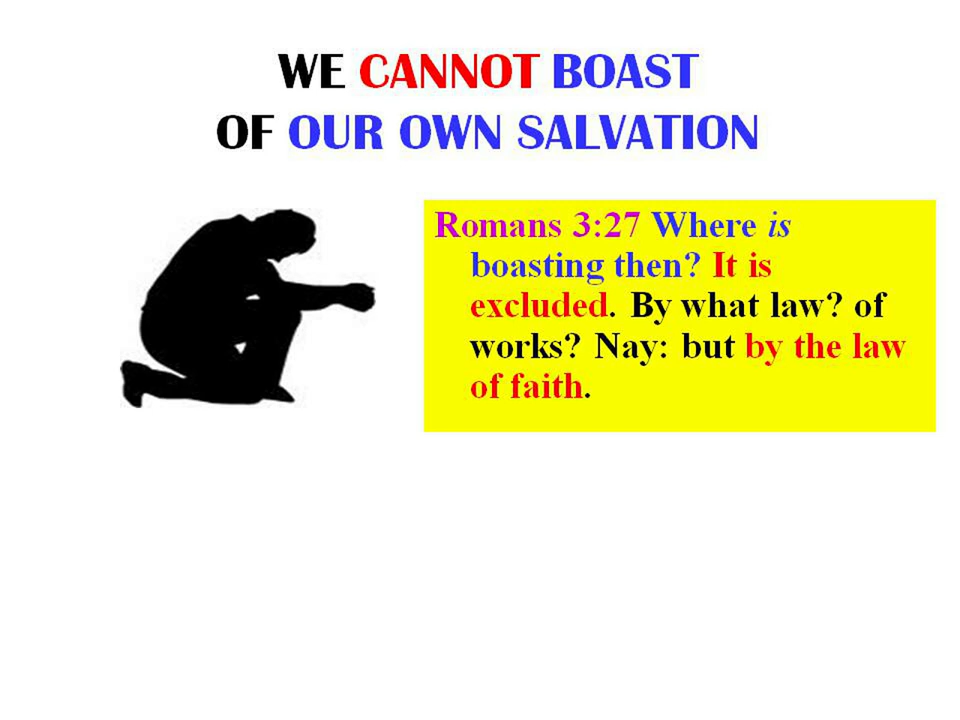 WE CANNOT BOAST
OF OUR OWN SALVATION
Romans 3:27 Where is
boasting then? It is
excluded. By what law? of
works? Nay: but by the law
of faith.